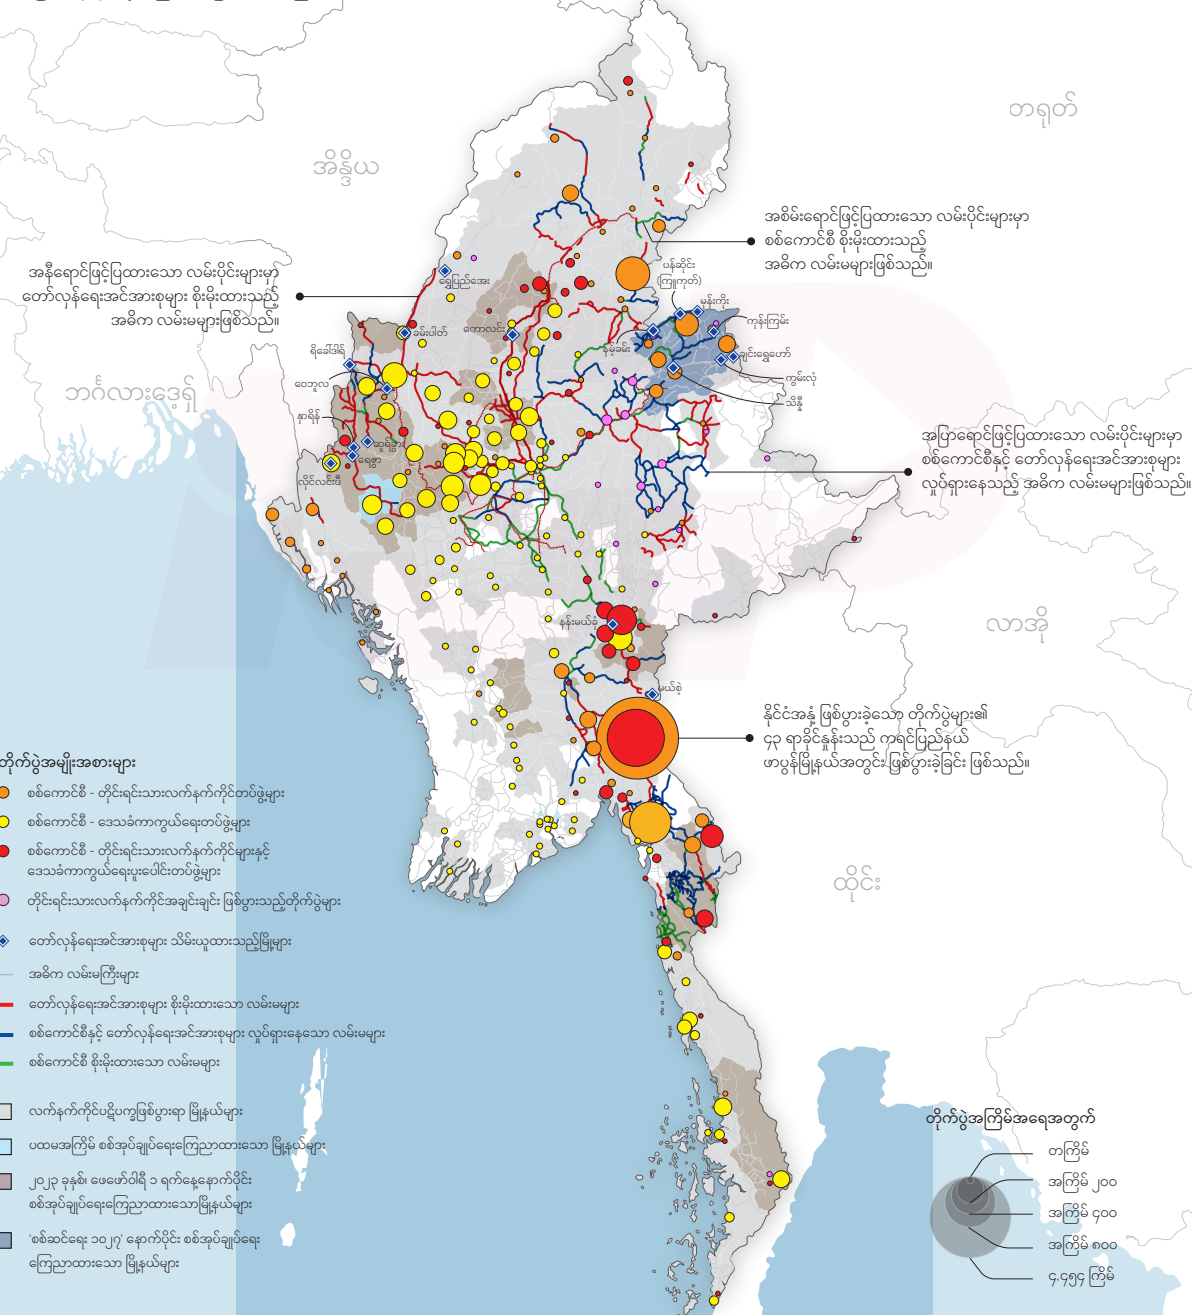 တရုတ်
အိန္ဒိယ
အစိမ်းရောင်ဖြင့်ပြထားသော လမ်းပိုင်းများမှာ
စစ်ကောင်စီ စိုးမိုးထားသည့်
အဓိက လမ်းမများဖြစ်သည်။
အနီရောင်ဖြင့်ပြထားသော လမ်းပိုင်းများမှာ
တော်လှန်ရေးအင်အားစုများ စိုးမိုးထားသည့်
အဓိက လမ်းမများဖြစ်သည်။
ပန်ဆိုင်း
(ကြူကုတ်)
ရွှေပြည်အေး
မုန်းကိုး
ကွန်းကြမ်း
ခမ်းပါတ်
ကောလင်း
နမ့်ခမ်း
ချင်းရွှေဟော်
ရိခေါ်ဒါရ်
ကွမ်းလုံ
ဝေဘူလ
သိန္နီ
ဘင်္ဂလားဒေ့ရှ်
နှာရိန်
ဆူရ်ခွား
ရေဇွာ
လိုင်လင်းပီ
အပြာရောင်ဖြင့်ပြထားသော လမ်းပိုင်းများမှာ
စစ်ကောင်စီနှင့် တော်လှန်ရေးအင်အားစုများ
လှုပ်ရှားနေသည့် အဓိက လမ်းမများဖြစ်သည်။
နန်းမယ်ခုံ
လာအို
မယ်စဲ့
နိုင်ငံအနှံ့ ဖြစ်ပွားခဲ့သော တိုက်ပွဲများ၏
၄၃ ရာခိုင်နှုန်းသည် ကရင်ပြည်နယ်
ဖာပွန်မြို့နယ်အတွင်း ဖြစ်ပွားခဲ့ခြင်း ဖြစ်သည်။
ထိုင်း
တိုက်ပွဲအမျိုးအစားများ
စစ်ကောင်စီ - တိုင်းရင်းသားလက်နက်ကိုင်တပ်ဖွဲ့များ
စစ်ကောင်စီ - ဒေသခံကာကွယ်ရေးတပ်ဖွဲ့များ
စစ်ကောင်စီ - တိုင်းရင်းသားလက်နက်ကိုင်များနှင့်
ဒေသခံကာကွယ်ရေးပူးပေါင်းတပ်ဖွဲ့များ
တိုင်းရင်းသားလက်နက်ကိုင်အချင်းချင်း ဖြစ်ပွားသည့်တိုက်ပွဲများ
တော်လှန်ရေးအင်အားစုများ သိမ်းယူထားသည့်မြို့များ
အဓိက လမ်းမကြီးများ
တော်လှန်ရေးအင်အားစုများ စိုးမိုးထားသော လမ်းမများ
စစ်ကောင်စီနှင့် တော်လှန်ရေးအင်အားစုများ လှုပ်ရှားနေသော လမ်းမများ
စစ်ကောင်စီ စိုးမိုးထားသော လမ်းမများ
လက်နက်ကိုင်ပဋိပက္ခဖြစ်ပွားရာ မြို့နယ်များ
ပထမအကြိမ် စစ်အုပ်ချုပ်ရေးကြေညာထားသော မြို့နယ်များ
၂၀၂၃ ခုနှစ်၊ ဖေဖော်ဝါရီ ၁ ရက်နေ့နောက်ပိုင်း
စစ်အုပ်ချုပ်ရေးကြေညာထားသောမြို့နယ်များ
'စစ်ဆင်ရေး ၁၀၂၇' နောက်ပိုင်း စစ်အုပ်ချုပ်ရေး
ကြေညာထားသော မြို့နယ်များ
တိုက်ပွဲအကြိမ်အရေအတွက်
တကြိမ်
အကြိမ် ၂၀၀
အကြိမ် ၄၀၀
အကြိမ် ၈၀၀
၄,၄၅၄ ကြိမ်